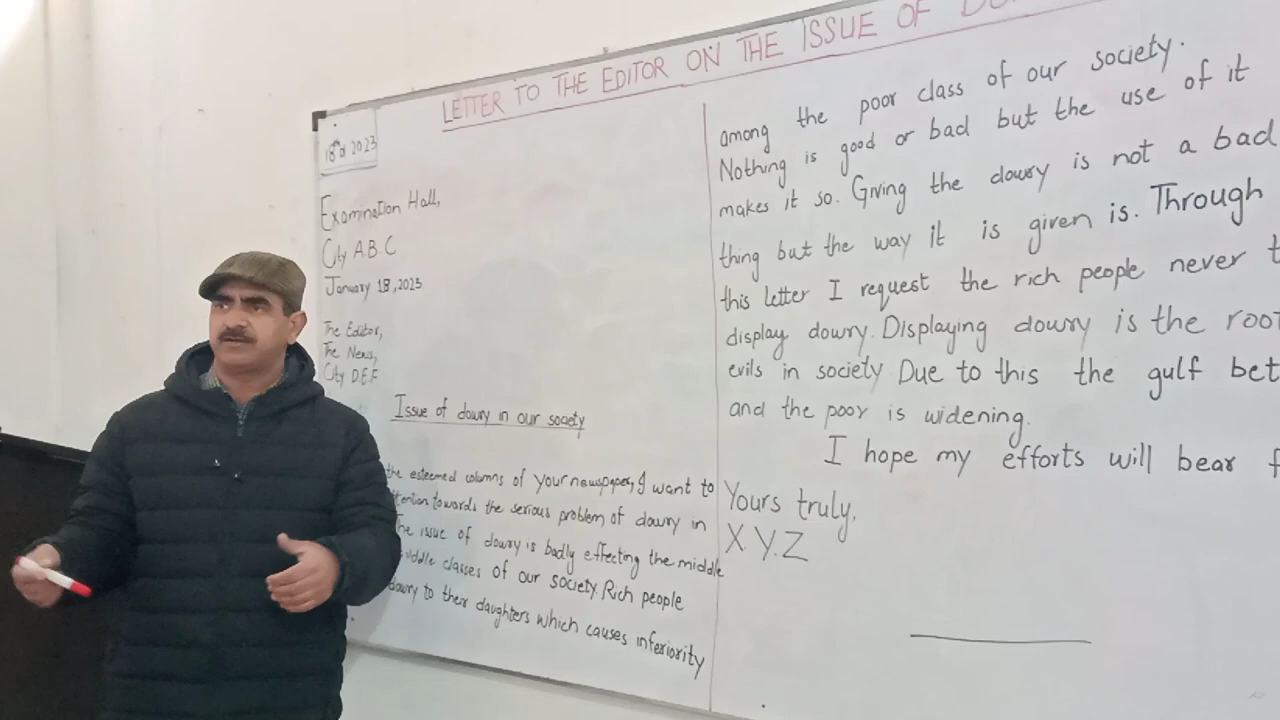 LETTER TO THE EDITOR ON THE ISSUE OF
2023
Examination Hall,
City A.B.C
January 18, 2023
The Editor,
The News,
City D.E.F
Issue of dowry in our society
the esteemed columns of your newspaper, I want to
towards the serious problem of dowry in
The issue of dowry is badly effecting the middle
classes of our society. Rich people
dowry to their daughters which causes inferiority
among the poor class of our society.
Nothing is good or bad but the use of it
makes it so. Giving the dowry is not a bad
thing but the way it is given is. Through
this letter I request the rich people never
display dowry. Displaying dowry is the
evils in society Due to this the gulf
and the poor is widening.
I hope my efforts will bear
Yours truly,
X.Y.Z